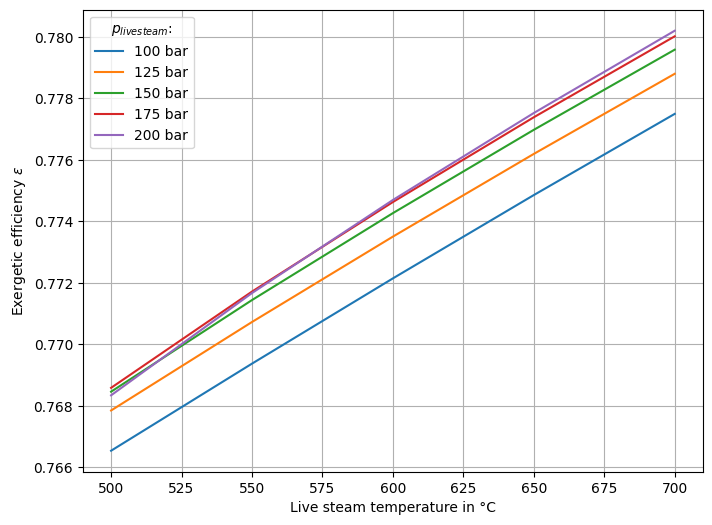 p_livesteam:
100 bar
125 bar
150 bar
175 bar
200 bar
0.780
0.778
0.776
0.774
0.772
0.770
0.768
0.766
Exergetic efficiency ε
500 525 550 575 600 625 650 675 700
Live steam temperature in °C